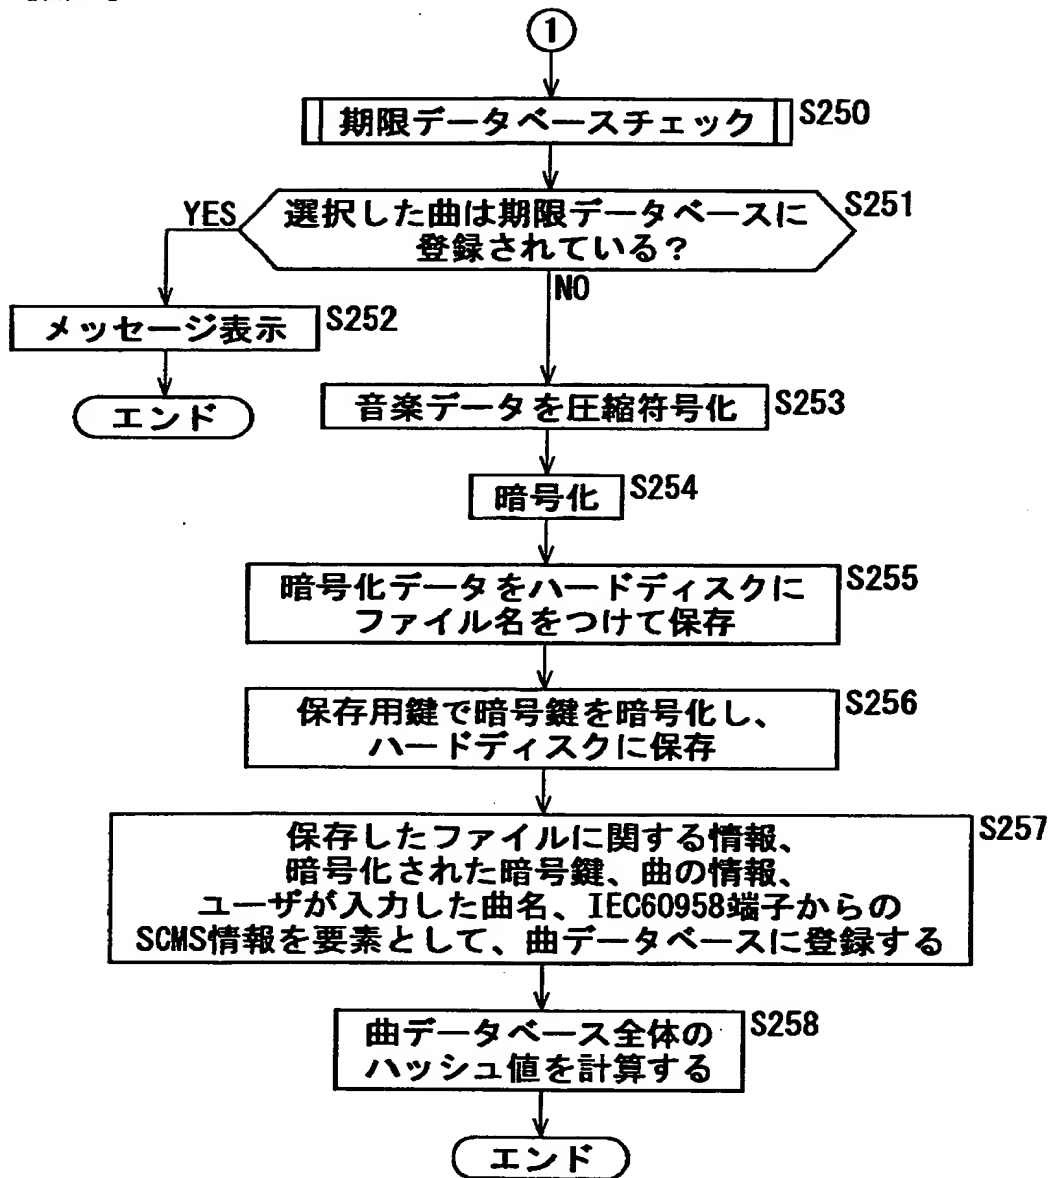 ①
期限データベースチェック
S250
選択した曲は期限データベースに
登録されている?
S251
YES
NO
メッセージ表示
S252
エンド
音楽データを圧縮符号化
S253
暗号化
S254
暗号化データをハードディスクに
ファイル名をつけて保存
S255
保存用鍵で暗号鍵を暗号化し、
ハードディスクに保存
S256
保存したファイルに関する情報、
暗号化された暗号鍵、曲の情報、
ユーザが入力した曲名、IEC60958端子からの
SCMS情報を要素として、曲データベースに登録する
S257
曲データベース全体の
ハッシュ値を計算する
S258
エンド